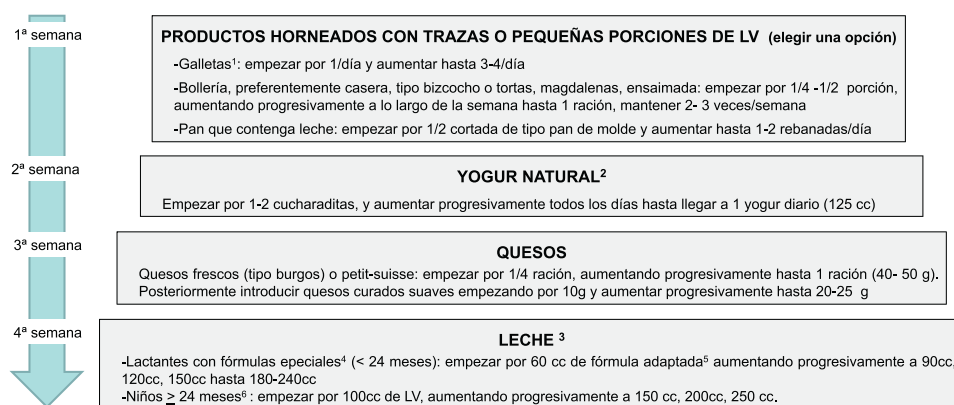 1ª semana
PRODUCTOS HORNEADOS CON TRAZAS O PEQUEÑAS PORCIONES DE LV (elegir una opción)
-Galletas¹: empezar por 1/día y aumentar hasta 3-4/día
-Bollería, preferentemente casera, tipo bizcocho o tortas, magdalenas, ensaimada: empezar por 1/4 -1/2 porción,
aumentando progresivamente a lo largo de la semana hasta 1 ración, mantener 2- 3 veces/semana
-Pan que contenga leche: empezar por 1/2 cortada de tipo pan de molde y aumentar hasta 1-2 rebanadas/día
2ª semana
YOGUR NATURAL²
Empezar por 1-2 cucharaditas, y aumentar progresivamente todos los días hasta llegar a 1 yogur diario (125 cc)
3ª semana
QUESOS
Quesos frescos (tipo burgos) o petit-suisse: empezar por 1/4 ración, aumentando progresivamente hasta 1 ración (40- 50 g).
Posteriormente introducir quesos curados suaves empezando por 10g y aumentar progresivamente hasta 20-25 g
4ª semana
LECHE ³
-Lactantes con fórmulas epeciales⁴ (< 24 meses): empezar por 60 cc de fórmula adaptada⁵ aumentando progresivamente a 90cc,
120cc, 150cc hasta 180-240cc
-Niños ≥ 24 meses⁶ : empezar por 100cc de LV, aumentando progresivamente a 150 cc, 200cc, 250 cc.